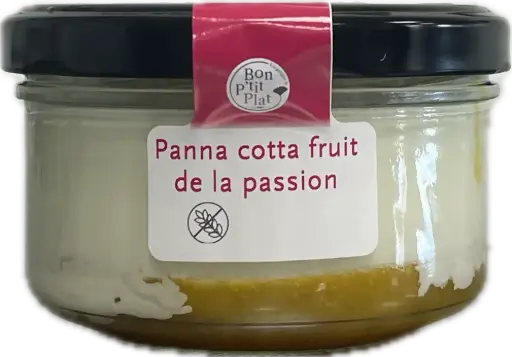 Bon
P'tit
Plat
Panna cotta fruit
de la passion